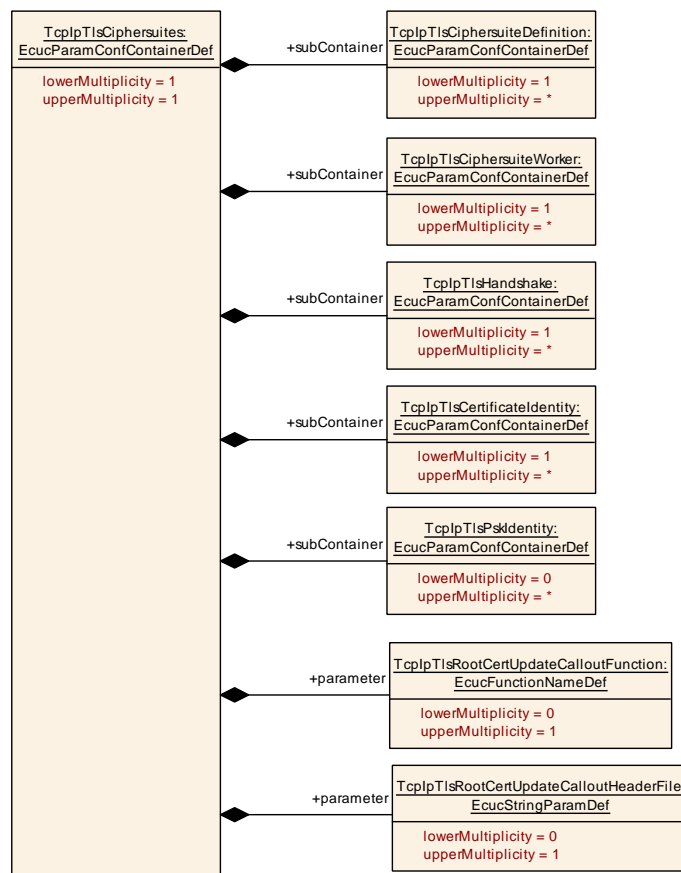 TcpIpTlsCiphersuites:
EcucParamConfContainerDef
lowerMultiplicity = 1
upperMultiplicity = 1
+subContainer
TcpIpTlsCiphersuiteDefinition:
EcucParamConfContainerDef
lowerMultiplicity = 1
upperMultiplicity = *
+subContainer
TcpIpTlsCiphersuiteWorker:
EcucParamConfContainerDef
lowerMultiplicity = 1
upperMultiplicity = *
+subContainer
TcpIpTlsHandshake:
EcucParamConfContainerDef
lowerMultiplicity = 1
upperMultiplicity = *
+subContainer
TcpIpTlsCertificateIdentity:
EcucParamConfContainerDef
lowerMultiplicity = 1
upperMultiplicity = *
+subContainer
TcpIpTlsPskIdentity:
EcucParamConfContainerDef
lowerMultiplicity = 0
upperMultiplicity = *
+parameter
TcpIpTlsRootCertUpdateCalloutFunction:
EcucFunctionNameDef
lowerMultiplicity = 0
upperMultiplicity = 1
+parameter
TcpIpTlsRootCertUpdateCalloutHeaderFile
EcucStringParamDef
lowerMultiplicity = 0
upperMultiplicity = 1